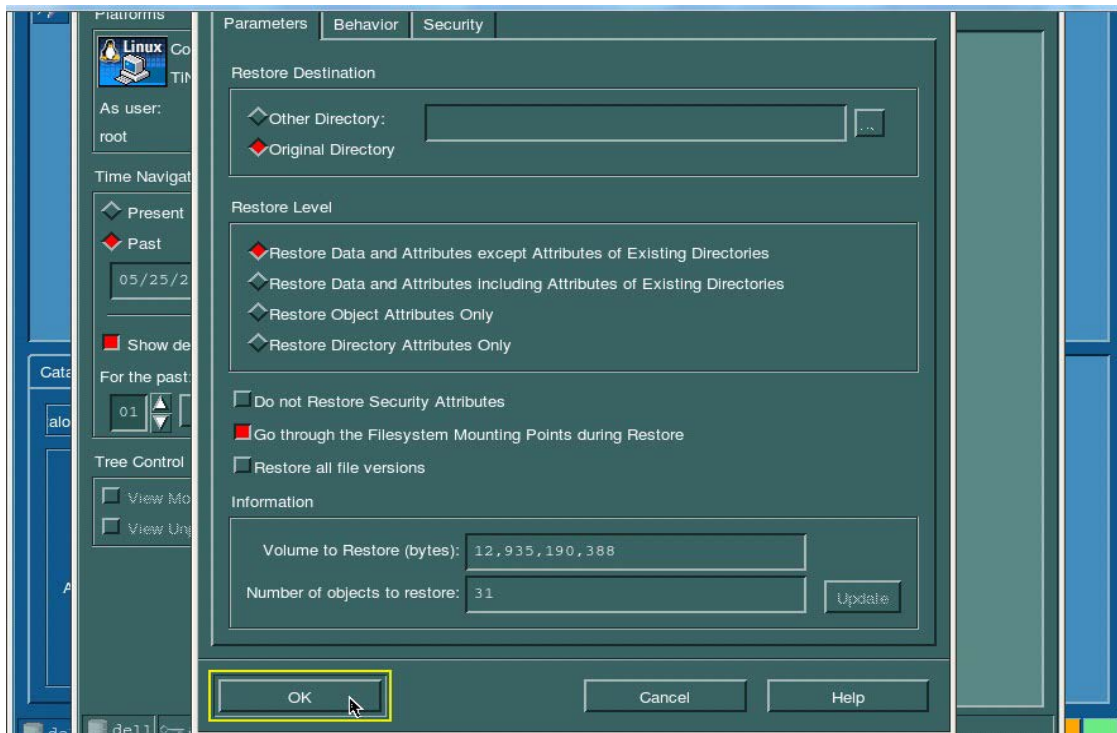 Platforms
Linux
Co
As user:
root
Time Navigat
Present
Past
05/25/2
Show de
For the past:
01
Tree Control
View Mo
Cata
alo
Parameters Behavior Security
Restore Destination
Other Directory:
...
Original Directory
Restore Level
Restore Data and Attributes except Attributes of Existing Directories
Restore Data and Attributes including Attributes of Existing Directories
Restore Object Attributes Only
Restore Directory Attributes Only
Do not Restore Security Attributes
Go through the Filesystem Mounting Points during Restore
Restore all file versions
Information
Volume to Restore (bytes): 12,935,190,388
Number of objects to restore: 31
Update
OK Cancel Help
dell